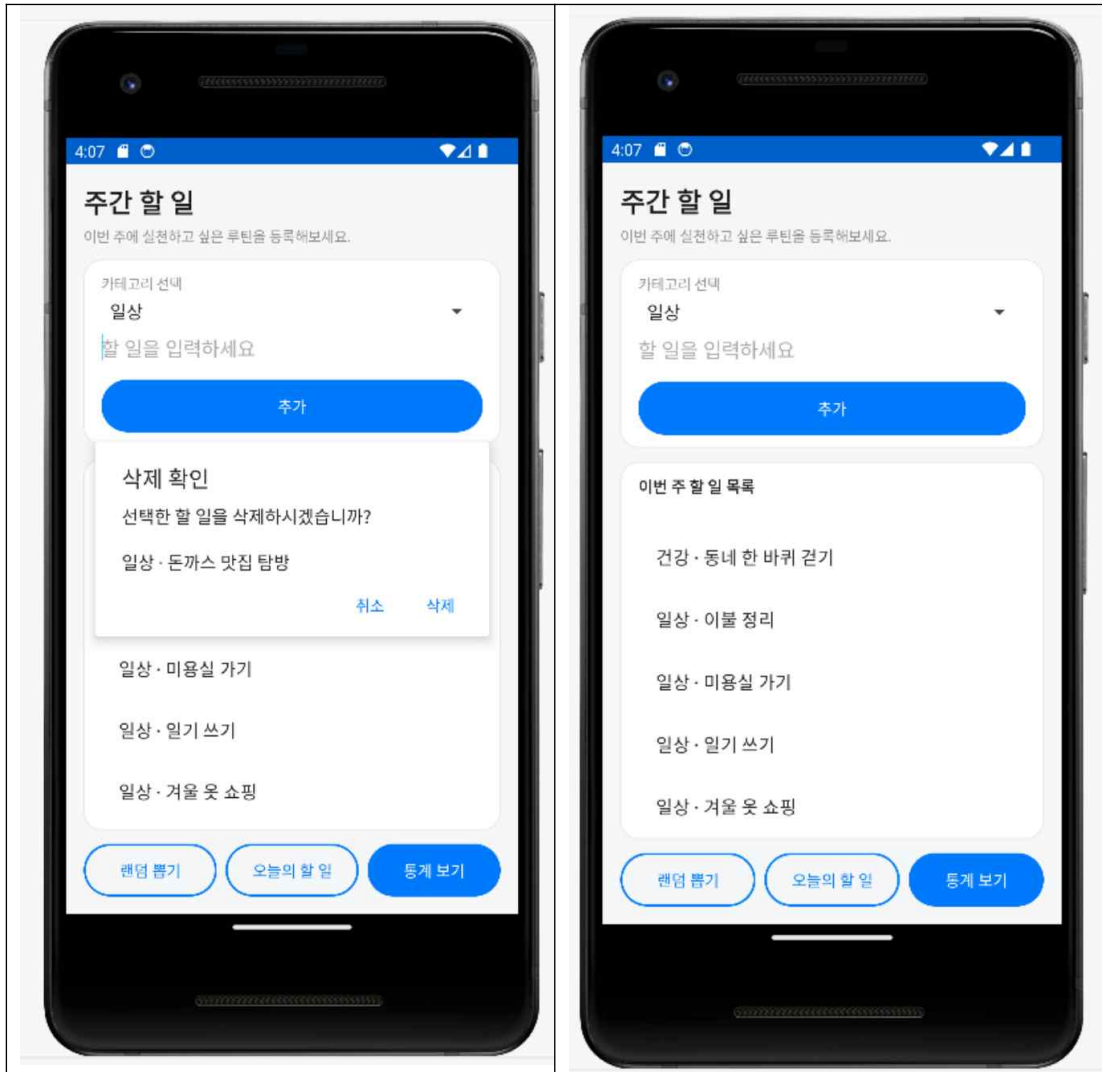 4:07
주간 할 일
이번 주에 실천하고 싶은 루틴을 등록해보세요.
카테고리 선택
일상
할 일을 입력하세요
추가
삭제 확인
선택한 할 일을 삭제하시겠습니까?
일상 · 돈까스 맛집 탐방
취소 삭제
일상 · 미용실 가기
일상 · 일기 쓰기
일상 · 겨울 옷 쇼핑
랜덤 뽑기 오늘의 할 일 통계 보기
4:07
주간 할 일
이번 주에 실천하고 싶은 루틴을 등록해보세요.
카테고리 선택
일상
할 일을 입력하세요
추가
이번 주 할 일 목록
건강 · 동네 한 바퀴 걷기
일상 · 이불 정리
일상 · 미용실 가기
일상 · 일기 쓰기
일상 · 겨울 옷 쇼핑
랜덤 뽑기 오늘의 할 일 통계 보기